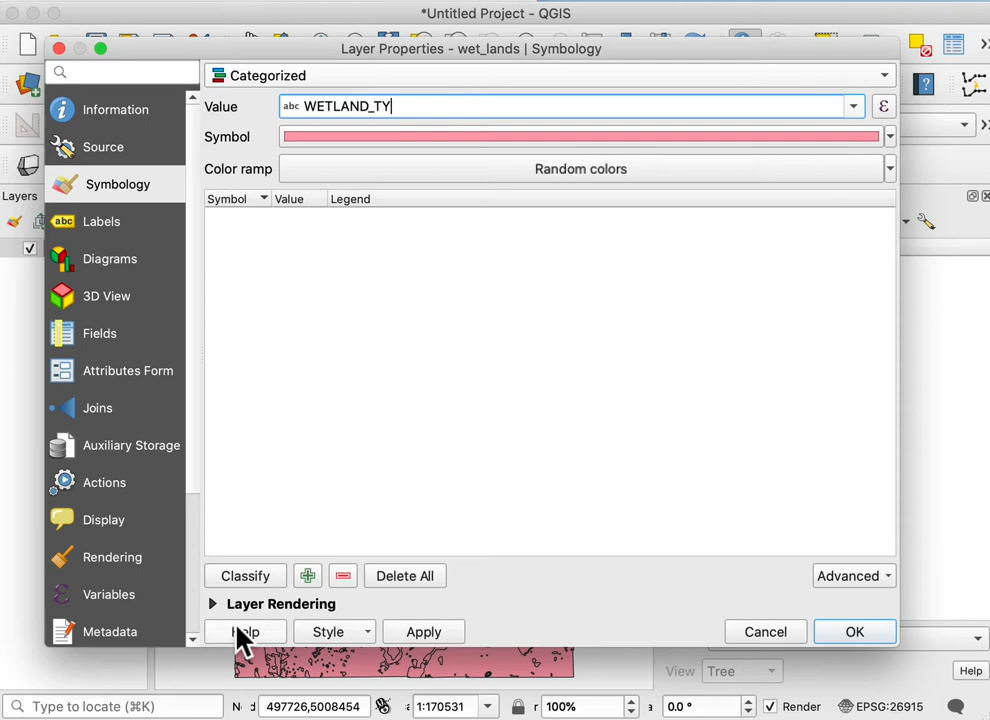 *Untitled Project - QGIS
Layer Properties - wet_lands | Symbology
Categorized
Value
abc WETLAND_TY
Symbol
Color ramp
Random colors
Symbol
Value
Legend
Information
Source
Symbology
abc
Labels
Diagrams
3D View
Fields
Attributes Form
Joins
Auxiliary Storage
Actions
Display
Rendering
Variables
Metadata
Layers
Classify
Delete All
Advanced
Layer Rendering
Style
Apply
Cancel
OK
View
Tree
Help
Type to locate (⌘K)
497726,5008454
1:170531
100%
0.0 °
Render
EPSG:26915